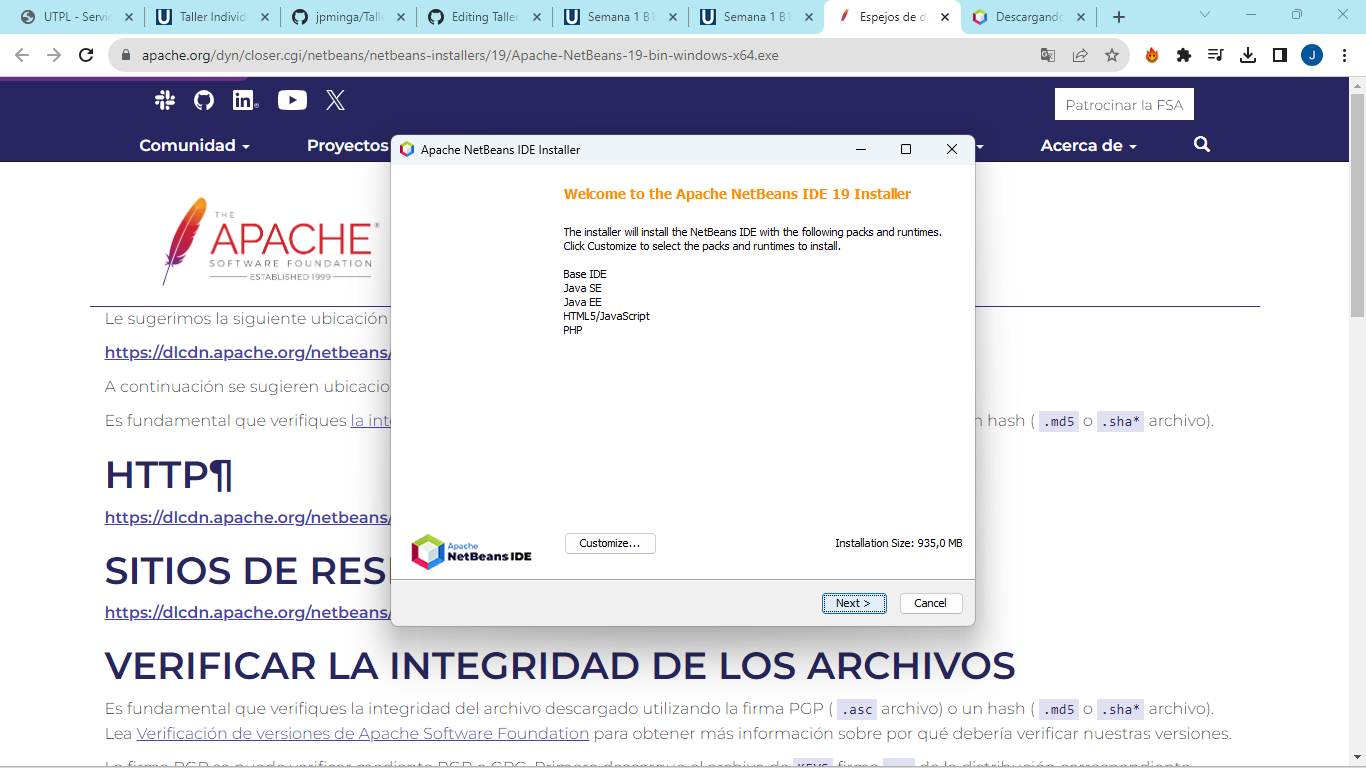 UTPL - Servic
Taller Individ
jpminga/Talle
Editing Taller
Semana 1 B1
Semana 1 B1
Espejos de d
Descargando
apache.org/dyn/closer.cgi/netbeans/netbeans-installers/19/Apache-NetBeans-19-bin-windows-x64.exe
J
Patrocinar la FSA
Comunidad
Proyectos
Acerca de
THE
APACHE®
SOFTWARE FOUNDATION
ESTABLISHED 1999
Le sugerimos la siguiente ubicación
https://dlcdn.apache.org/netbeans/
A continuación se sugieren ubicacio
Es fundamental que verifiques la inte
n hash ( .md5 o .sha* archivo).
HTTP¶
https://dlcdn.apache.org/netbeans/
SITIOS DE RES
https://dlcdn.apache.org/netbeans/
VERIFICAR LA INTEGRIDAD DE LOS ARCHIVOS
Es fundamental que verifiques la integridad del archivo descargado utilizando la firma PGP ( .asc archivo) o un hash ( .md5 o .sha* archivo).
Lea Verificación de versiones de Apache Software Foundation para obtener más información sobre por qué debería verificar nuestras versiones.
Apache NetBeans IDE Installer
Welcome to the Apache NetBeans IDE 19 Installer
The installer will install the NetBeans IDE with the following packs and runtimes.
Click Customize to select the packs and runtimes to install.
Base IDE
Java SE
Java EE
HTML5/JavaScript
PHP
Apache
NetBeans IDE
Customize...
Installation Size: 935,0 MB
Next >
Cancel